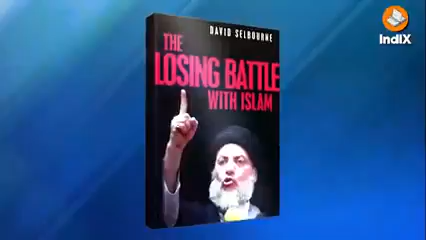 IndiX
DAVID SELBOURNE
THE
LOSING BATTLE
WITH ISLAM